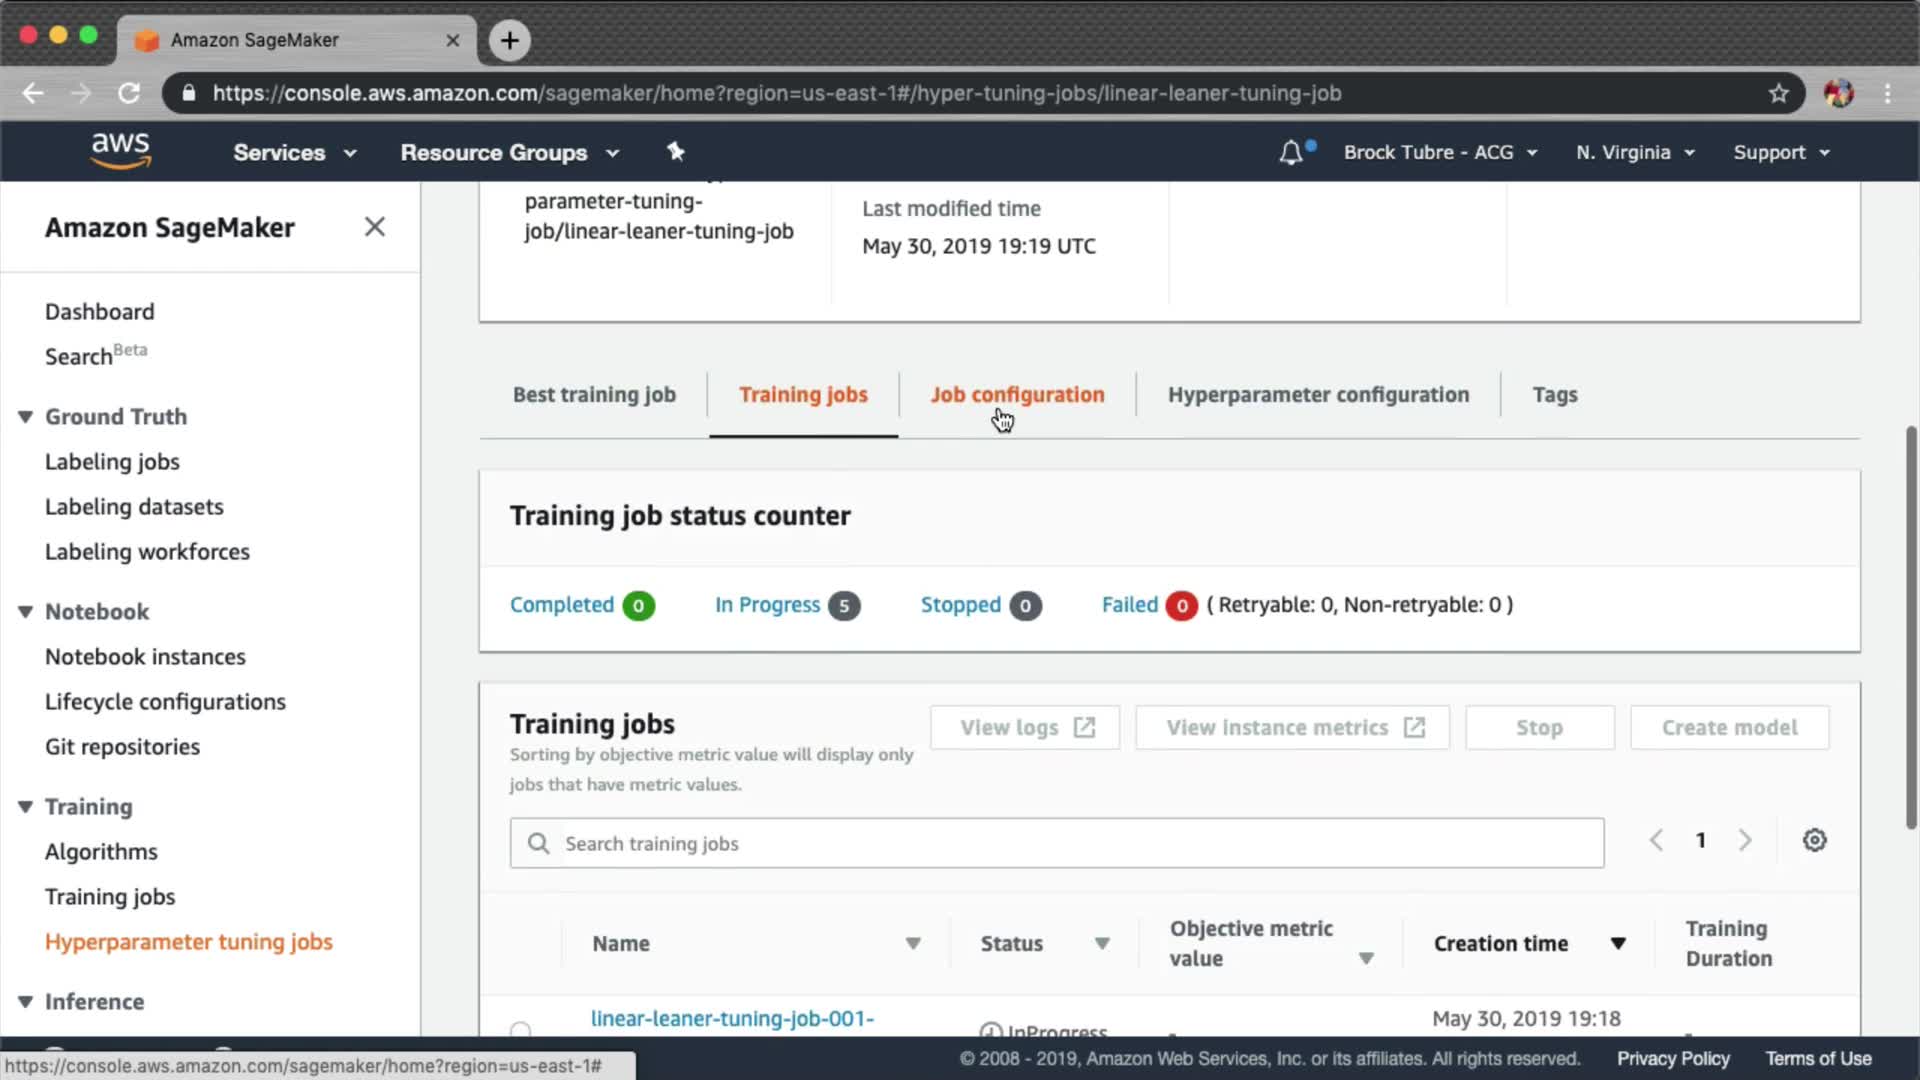 Amazon SageMaker
https://console.aws.amazon.com/sagemaker/home?region=us-east-1#/hyper-tuning-jobs/linear-leaner-tuning-job
aws
Services
Resource Groups
Brock Tubre - ACG
N. Virginia
Support
Amazon SageMaker
Dashboard
Search Beta
Ground Truth
Labeling jobs
Labeling datasets
Labeling workforces
Notebook
Notebook instances
Lifecycle configurations
Git repositories
Training
Algorithms
Training jobs
Hyperparameter tuning jobs
Inference
parameter-tuning-
job/linear-leaner-tuning-job
Last modified time
May 30, 2019 19:19 UTC
Best training job
Training jobs
Job configuration
Hyperparameter configuration
Tags
Training job status counter
Completed 0
In Progress 5
Stopped 0
Failed 0 ( Retryable: 0, Non-retryable: 0 )
Training jobs
Sorting by objective metric value will display only
jobs that have metric values.
View logs
View instance metrics
Stop
Create model
Search training jobs
1
Name
Status
Objective metric
value
Creation time
Training
Duration
linear-leaner-tuning-job-001-
InProgress
-
May 30, 2019 19:18
-
https://console.aws.amazon.com/sagemaker/home?region=us-east-1#
© 2008 - 2019, Amazon Web Services, Inc. or its affiliates. All rights reserved.
Privacy Policy
Terms of Use